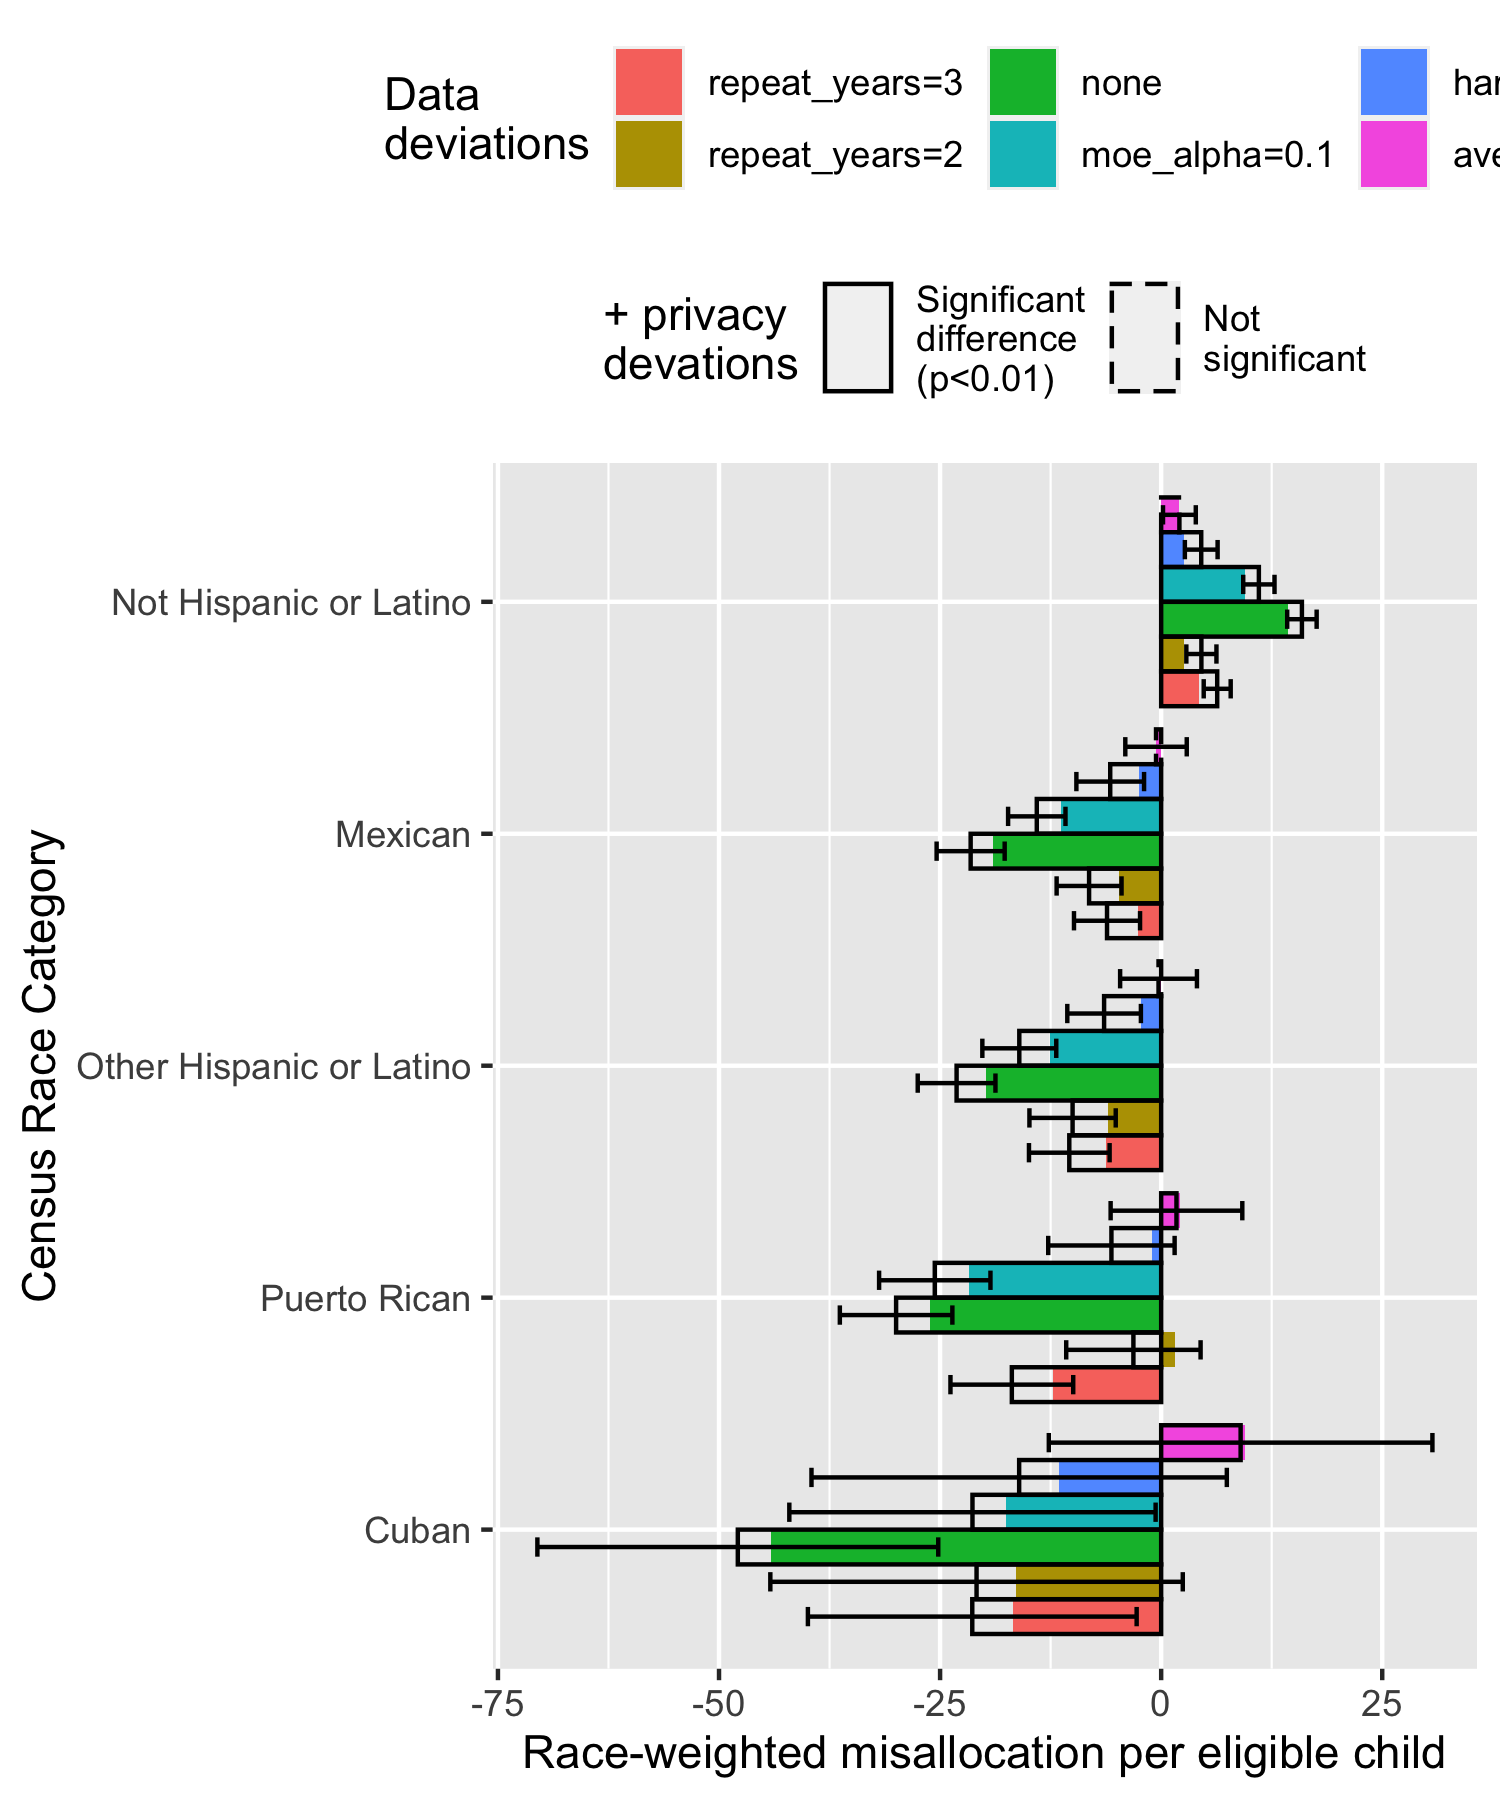 Data
deviations
repeat_years=3
none
repeat_years=2
moe_alpha=0.1
+ privacy
devations
Significant
difference
(p<0.01)
Not
significant
Census Race Category
Not Hispanic or Latino
Mexican
Other Hispanic or Latino
Puerto Rican
Cuban
-75 -50 -25 0 25
Race-weighted misallocation per eligible child